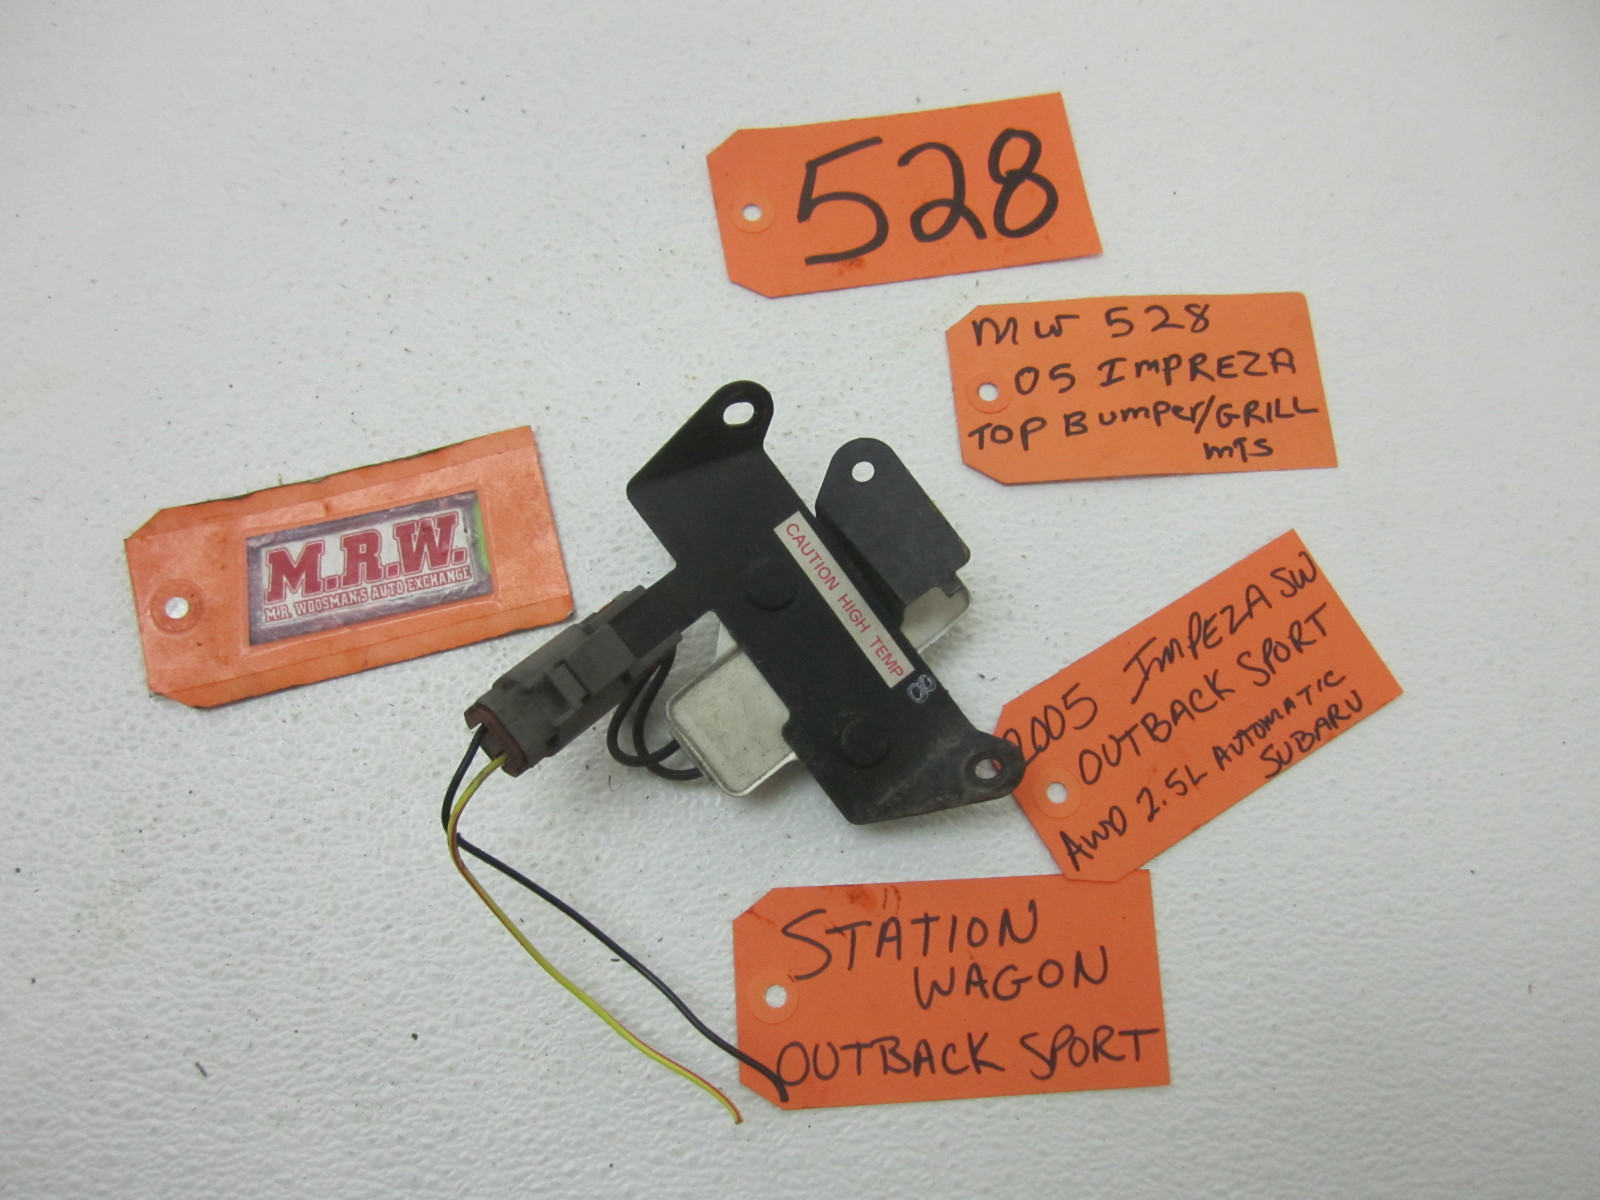 528
MW 528
05 ImPREZA
TOP Bumper/GRILL
mTS
M.R.W.
M.R. WOOSMAN'S AUTO EXCHANGE
CAUTION HIGH TEMP
2005 ImPEZA SW
OUTBACK SPORT
AWD 2.5L AUTOMATIC
SUBARU
STATION
WAGON
OUTBACK SPORT